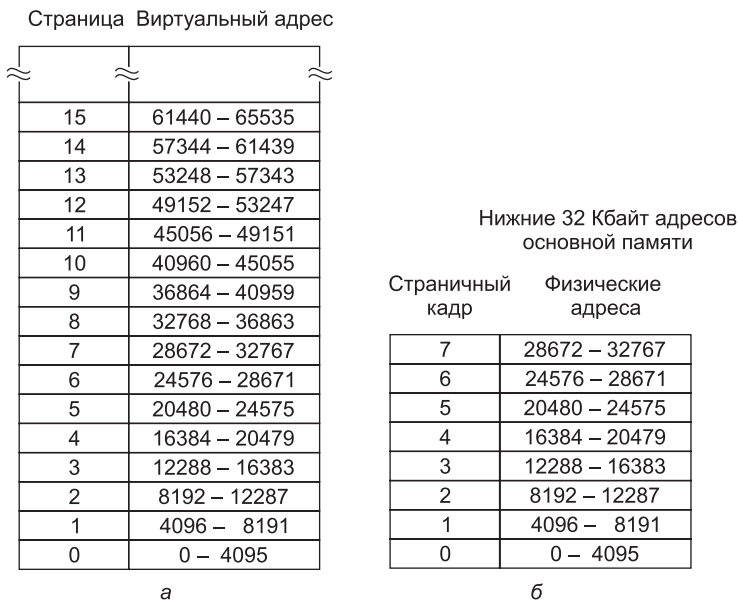 Страница Виртуальный адрес
15 61440 – 65535
14 57344 – 61439
13 53248 – 57343
12 49152 – 53247
11 45056 – 49151
10 40960 – 45055
9 36864 – 40959
8 32768 – 36863
7 28672 – 32767
6 24576 – 28671
5 20480 – 24575
4 16384 – 20479
3 12288 – 16383
2 8192 – 12287
1 4096 – 8191
0 0 – 4095
а
Нижние 32 Кбайт адресов
основной памяти
Страничный Физические
кадр адреса
7 28672 – 32767
6 24576 – 28671
5 20480 – 24575
4 16384 – 20479
3 12288 – 16383
2 8192 – 12287
1 4096 – 8191
0 0 – 4095
б